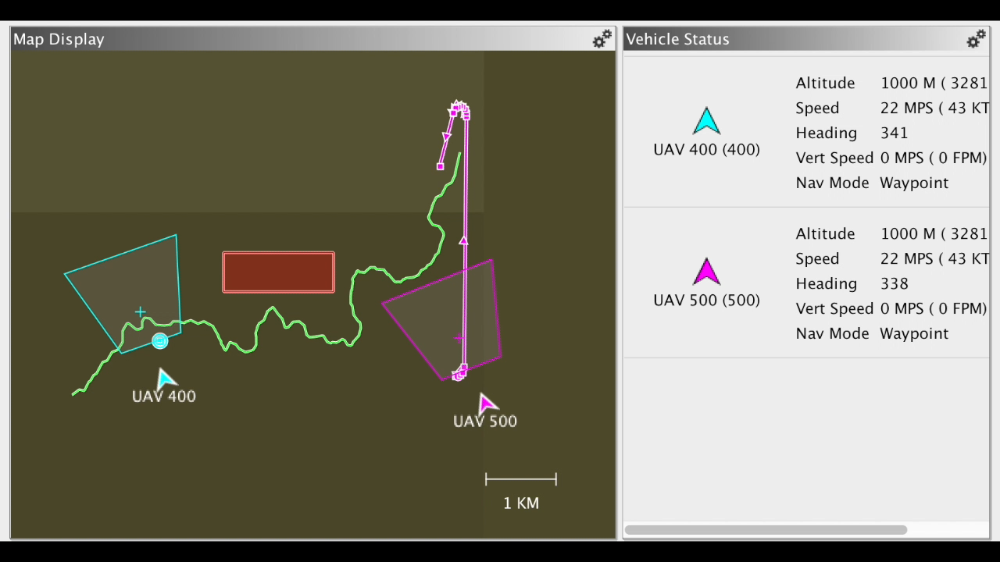 Map Display
UAV 400
UAV 500
1 KM
Vehicle Status
UAV 400 (400)
Altitude 1000 M ( 3281
Speed 22 MPS ( 43 KT
Heading 341
Vert Speed 0 MPS ( 0 FPM)
Nav Mode Waypoint
UAV 500 (500)
Altitude 1000 M ( 3281
Speed 22 MPS ( 43 KT
Heading 338
Vert Speed 0 MPS ( 0 FPM)
Nav Mode Waypoint